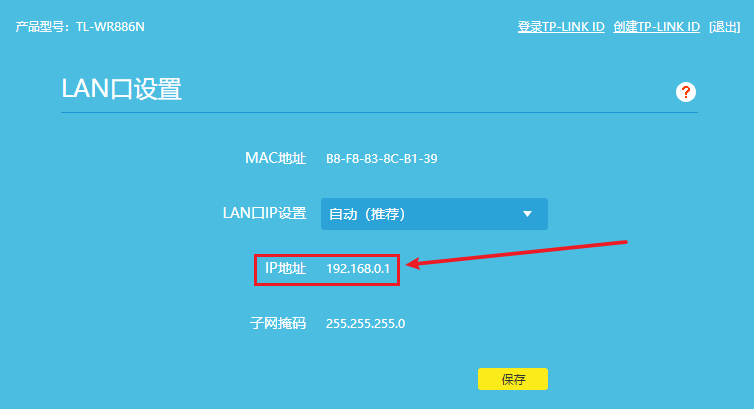 产品型号：TL-WR886N 登录TP-LINK ID 创建TP-LINK ID [退出]
LAN口设置 ?
MAC地址 B8-F8-83-8C-B1-39
LAN口IP设置 自动（推荐）
IP地址 192.168.0.1
子网掩码 255.255.255.0
保存